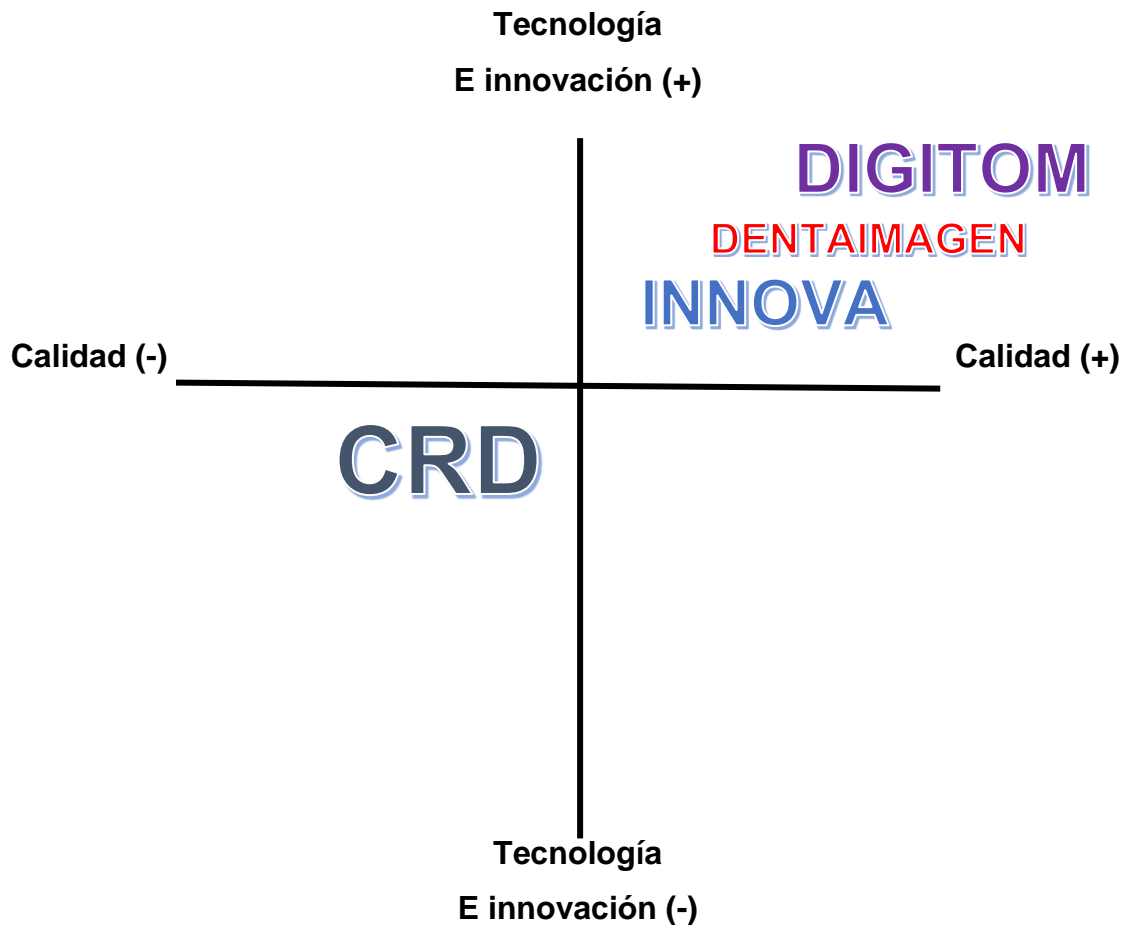 Tecnología
E innovación (+)
DIGITOM
DENTAIMAGEN
INNOVA
Calidad (-)
Calidad (+)
CRD
Tecnología
E innovación (-)